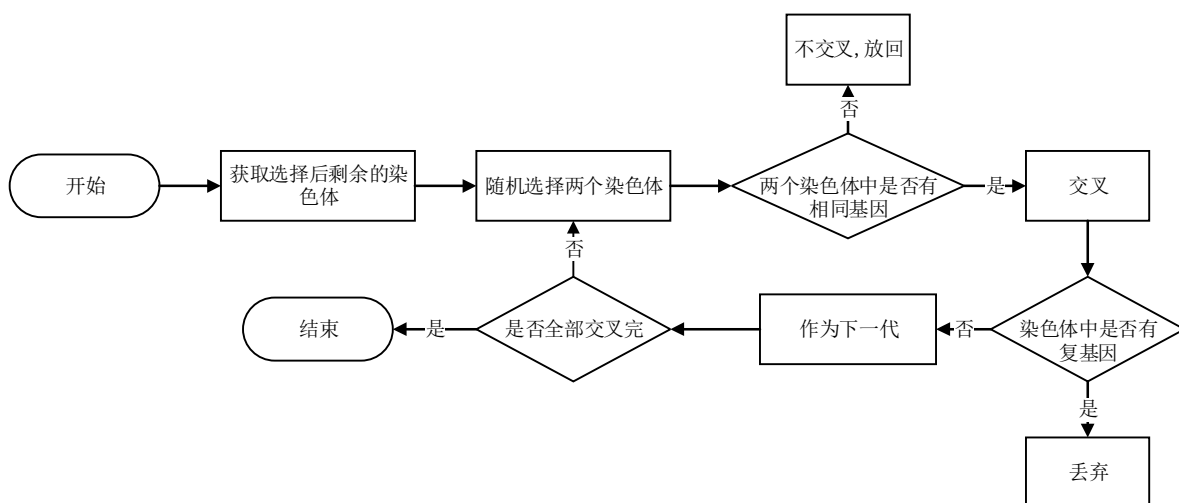 不交叉,放回
否
开始
获取选择后剩余的染
色体
随机选择两个染色体
两个染色体中是否有
相同基因
是
交叉
否
结束
是
是否全部交叉完
作为下一代
否
染色体中是否有
复基因
是
丢弃